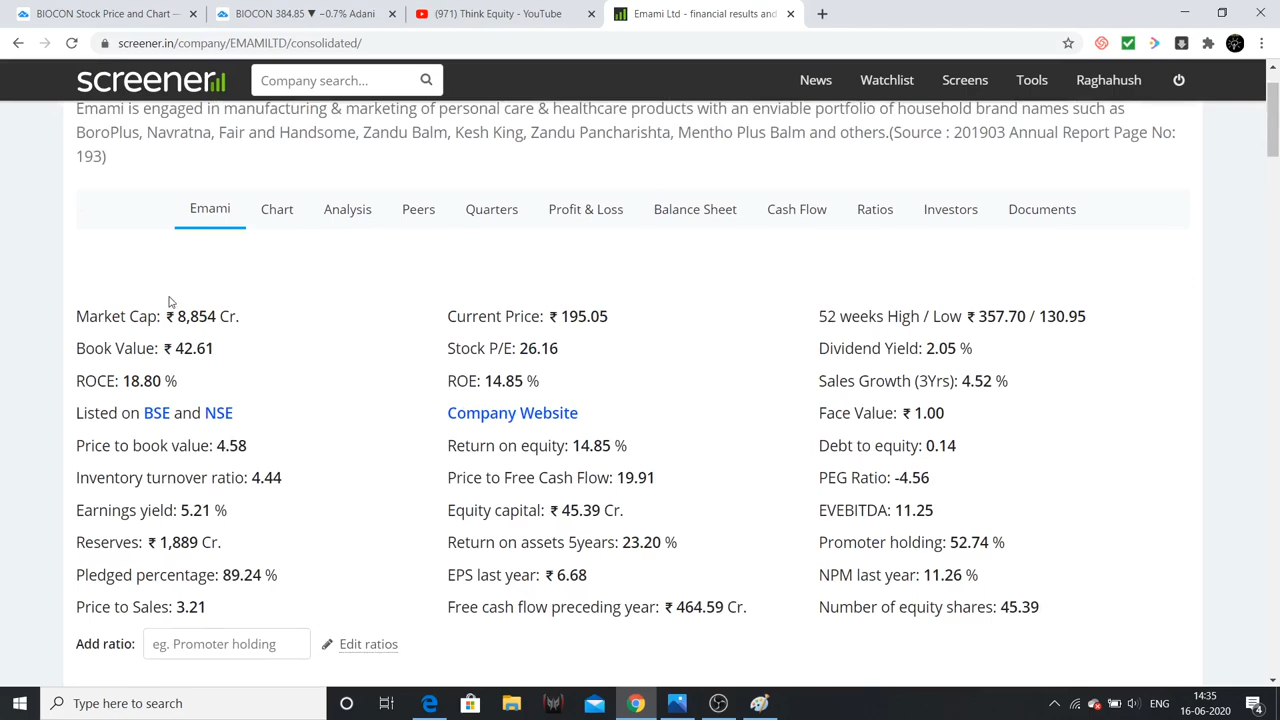 BIOCON Stock Price and Chart —
BIOCON 384.85 ▼ −0.7% Adani
(971) Think Equity - YouTube
Emami Ltd - financial results and
screener.in/company/EMAMILTD/consolidated/
screener
Company search...
News
Watchlist
Screens
Tools
Raghahush
Emami is engaged in manufacturing & marketing of personal care & healthcare products with an enviable portfolio of household brand names such as
BoroPlus, Navratna, Fair and Handsome, Zandu Balm, Kesh King, Zandu Pancharishta, Mentho Plus Balm and others.(Source : 201903 Annual Report Page No:
193)
Emami
Chart
Analysis
Peers
Quarters
Profit & Loss
Balance Sheet
Cash Flow
Ratios
Investors
Documents
Market Cap: ₹ 8,854 Cr.
Current Price: ₹ 195.05
52 weeks High / Low ₹ 357.70 / 130.95
Book Value: ₹ 42.61
Stock P/E: 26.16
Dividend Yield: 2.05 %
ROCE: 18.80 %
ROE: 14.85 %
Sales Growth (3Yrs): 4.52 %
Listed on BSE and NSE
Company Website
Face Value: ₹ 1.00
Price to book value: 4.58
Return on equity: 14.85 %
Debt to equity: 0.14
Inventory turnover ratio: 4.44
Price to Free Cash Flow: 19.91
PEG Ratio: -4.56
Earnings yield: 5.21 %
Equity capital: ₹ 45.39 Cr.
EVEBITDA: 11.25
Reserves: ₹ 1,889 Cr.
Return on assets 5years: 23.20 %
Promoter holding: 52.74 %
Pledged percentage: 89.24 %
EPS last year: ₹ 6.68
NPM last year: 11.26 %
Price to Sales: 3.21
Free cash flow preceding year: ₹ 464.59 Cr.
Number of equity shares: 45.39
Add ratio:
eg. Promoter holding
Edit ratios
Type here to search
ENG
14:35
16-06-2020
4